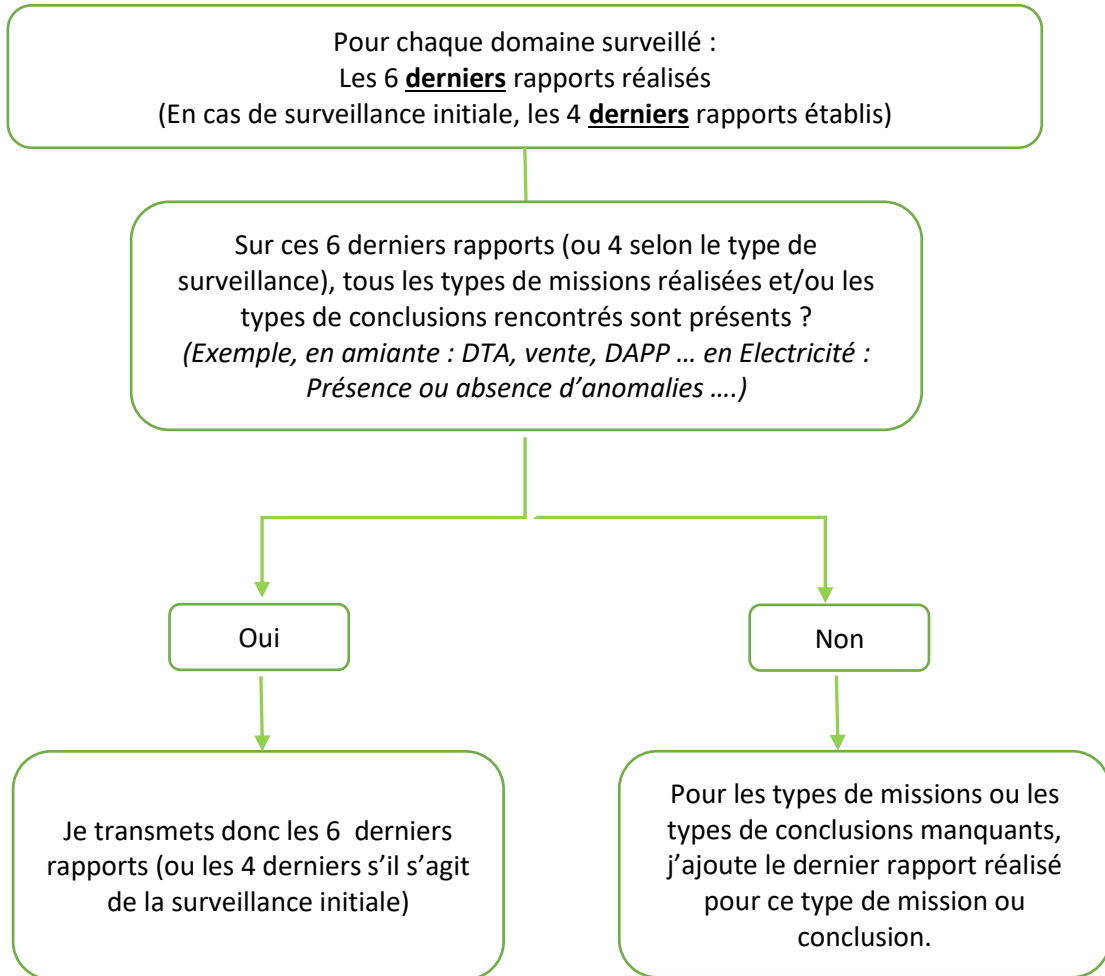 Pour chaque domaine surveillé :
Les 6 derniers rapports réalisés
(En cas de surveillance initiale, les 4 derniers rapports établis)
Sur ces 6 derniers rapports (ou 4 selon le type de
surveillance), tous les types de missions réalisées et/ou les
types de conclusions rencontrés sont présents ?
(Exemple, en amiante : DTA, vente, DAPP … en Electricité :
Présence ou absence d’anomalies ….)
Oui
Non
Je transmets donc les 6 derniers
rapports (ou les 4 derniers s’il s’agit
de la surveillance initiale)
Pour les types de missions ou les
types de conclusions manquants,
j’ajoute le dernier rapport réalisé
pour ce type de mission ou
conclusion.